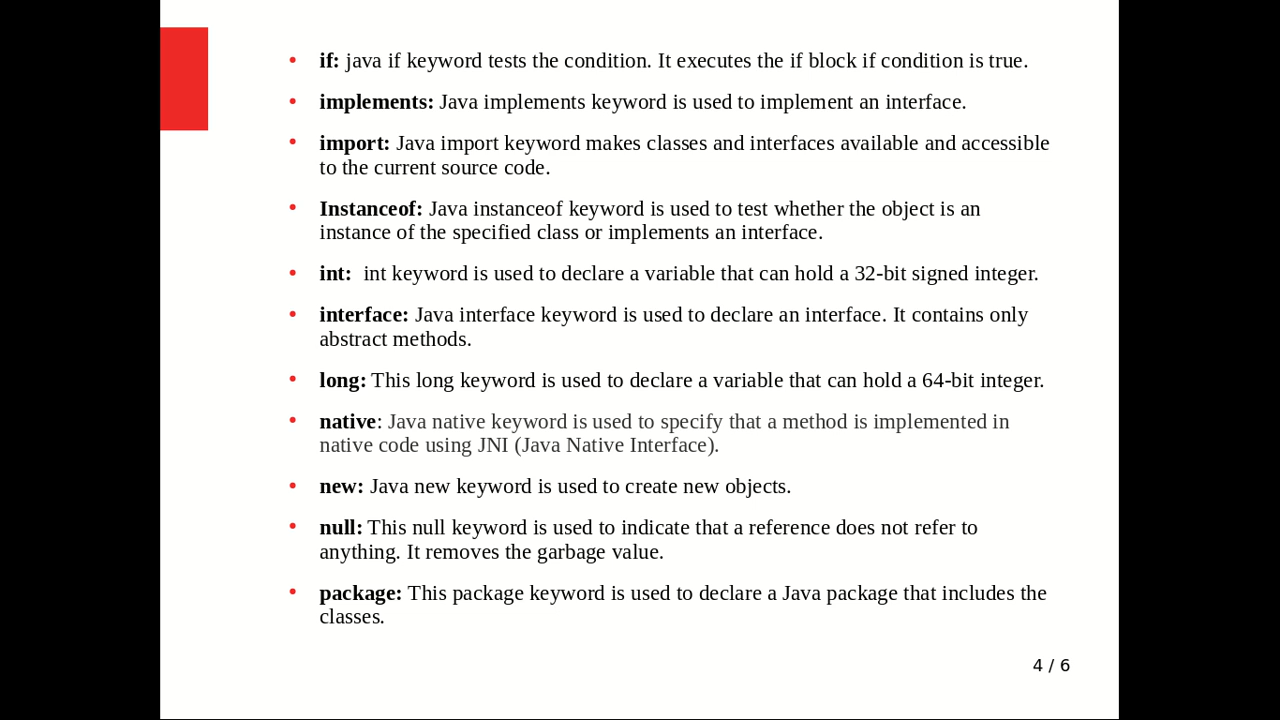 • if: java if keyword tests the condition. It executes the if block if condition is true.
• implements: Java implements keyword is used to implement an interface.
• import: Java import keyword makes classes and interfaces available and accessible
to the current source code.
• Instanceof: Java instanceof keyword is used to test whether the object is an
instance of the specified class or implements an interface.
• int:  int keyword is used to declare a variable that can hold a 32-bit signed integer.
• interface: Java interface keyword is used to declare an interface. It contains only
abstract methods.
• long: This long keyword is used to declare a variable that can hold a 64-bit integer.
• native: Java native keyword is used to specify that a method is implemented in
native code using JNI (Java Native Interface).
• new: Java new keyword is used to create new objects.
• null: This null keyword is used to indicate that a reference does not refer to
anything. It removes the garbage value.
• package: This package keyword is used to declare a Java package that includes the
classes.
4 / 6